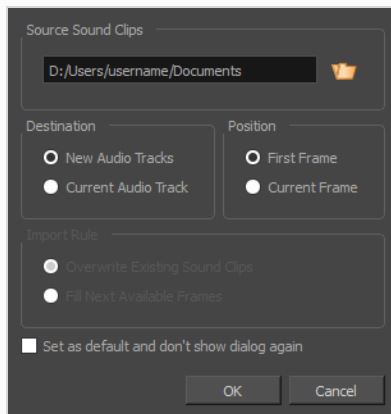 Source Sound Clips
D:/Users/username/Documents
Destination
Position
New Audio Tracks
First Frame
Current Audio Track
Current Frame
Import Rule
Overwrite Existing Sound Clips
Fill Next Available Frames
Set as default and don't show dialog again
OK
Cancel